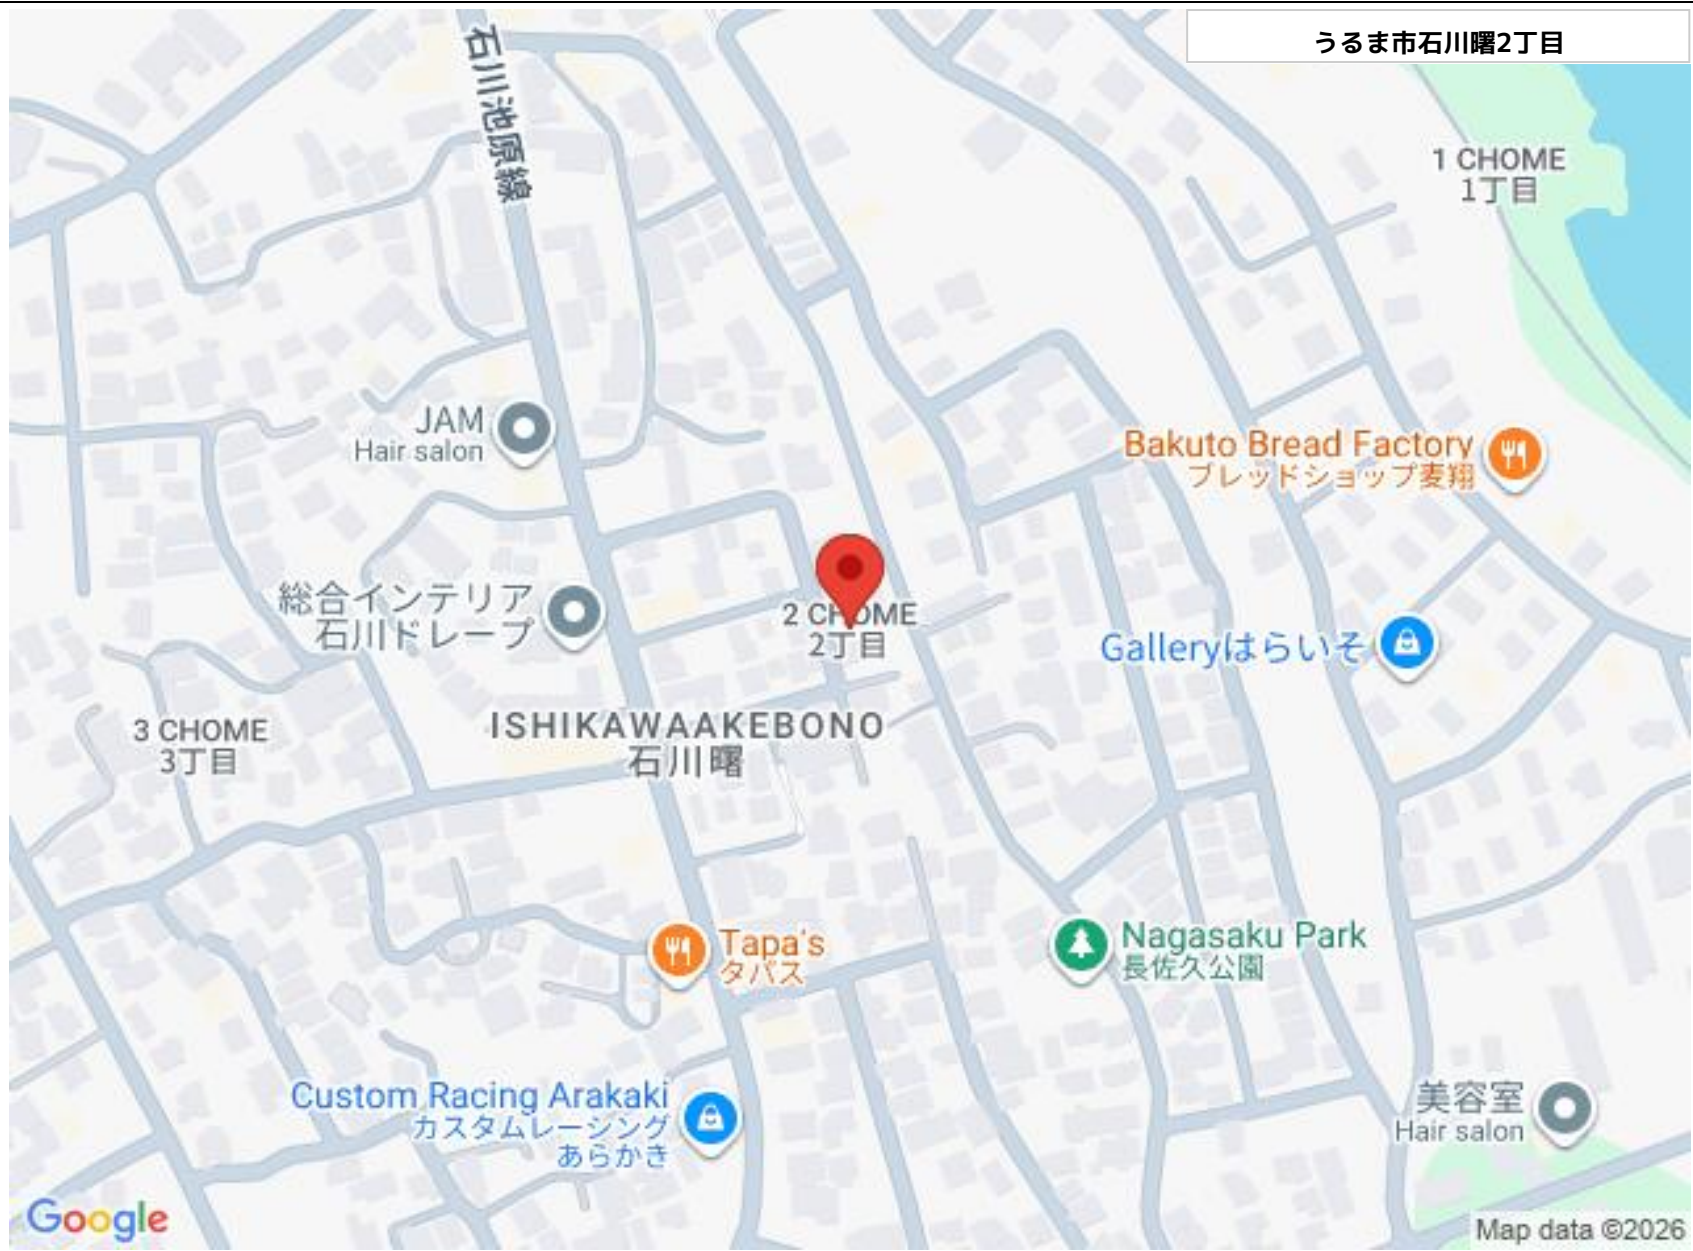 うるま市石川曙2丁目
石川池原線
1 CHOME
1丁目
JAM
Hair salon
Bakuto Bread Factory
ブレッドショップ麦翔
総合インテリア
石川ドレープ
2 CHOME
2丁目
Galleryはらいそ
3 CHOME
3丁目
ISHIKAWAAKEBONO
石川曙
Tapa's
タパス
Nagasaku Park
長佐久公園
Custom Racing Arakaki
カスタムレーシング
あらかき
美容室
Hair salon
Google
Map data ©2026